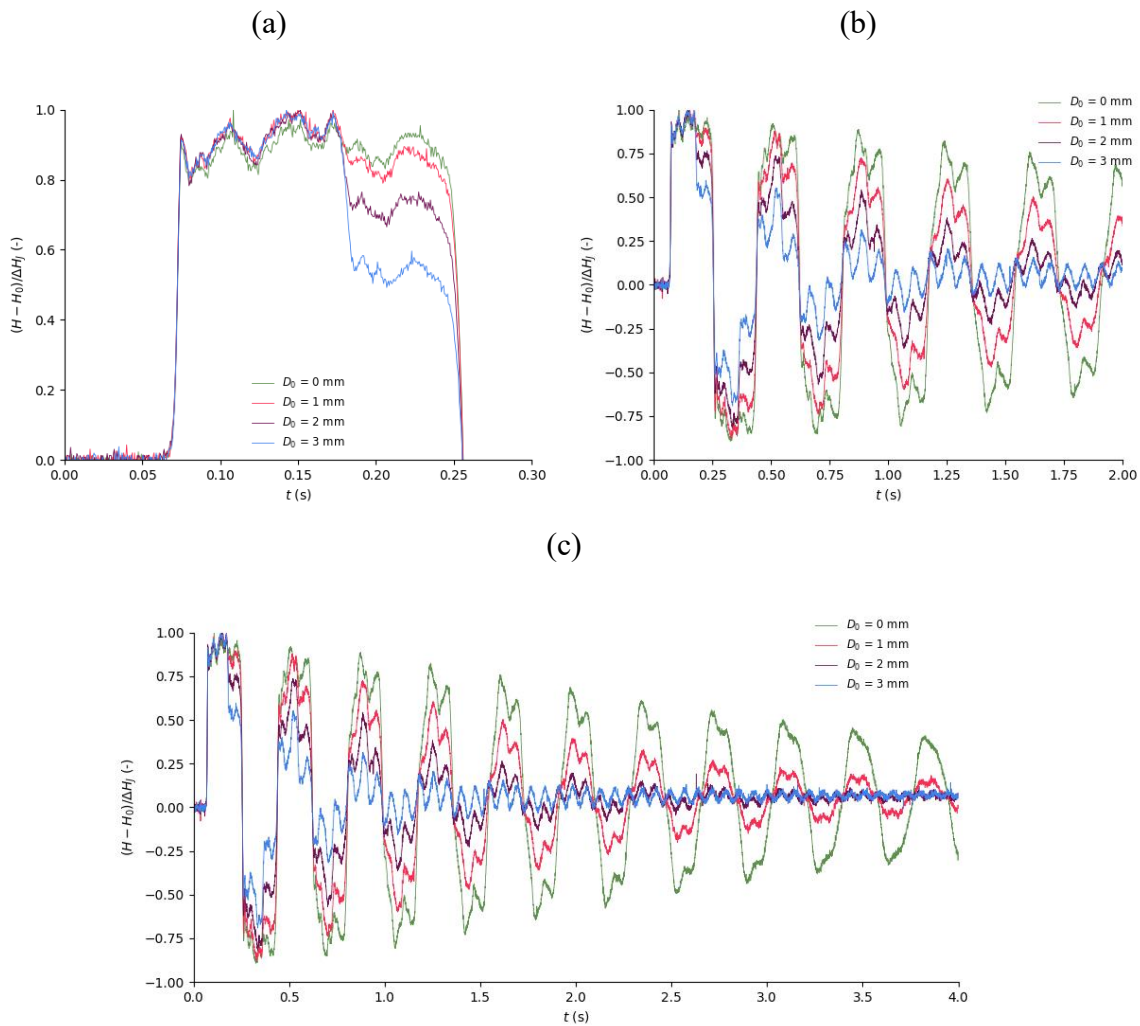 (a)
(b)
1.0
0.8
0.6
0.4
0.2
0.0
(H − H₀)/ΔHⱼ (-)
D₀ = 0 mm
D₀ = 1 mm
D₀ = 2 mm
D₀ = 3 mm
0.00 0.05 0.10 0.15 0.20 0.25 0.30
t (s)
D₀ = 0 mm
D₀ = 1 mm
D₀ = 2 mm
D₀ = 3 mm
1.00
0.75
0.50
0.25
0.00
−0.25
−0.50
−0.75
−1.00
(H − H₀)/ΔHⱼ (-)
0.00 0.25 0.50 0.75 1.00 1.25 1.50 1.75 2.00
t (s)
(c)
D₀ = 0 mm
D₀ = 1 mm
D₀ = 2 mm
D₀ = 3 mm
1.00
0.75
0.50
0.25
0.00
−0.25
−0.50
−0.75
−1.00
(H − H₀)/ΔHⱼ (-)
0.0 0.5 1.0 1.5 2.0 2.5 3.0 3.5 4.0
t (s)